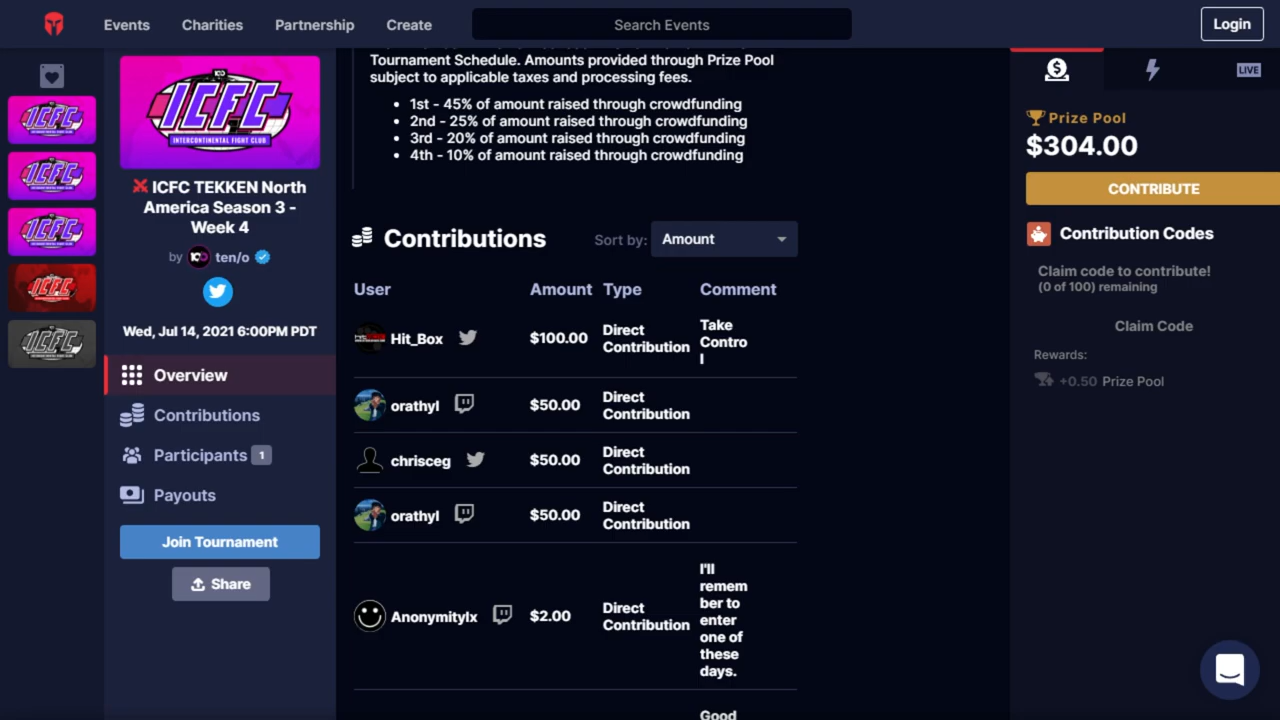 Events
Charities
Partnership
Create
Search Events
Login
ICFC
INTERCONTINENTAL FIGHT CLUB
ICFC TEKKEN North
America Season 3 -
Week 4
by ten/o
Wed, Jul 14, 2021 6:00PM PDT
Overview
Contributions
Participants 1
Payouts
Join Tournament
Share
Tournament Schedule. Amounts provided through Prize Pool
subject to applicable taxes and processing fees.
• 1st - 45% of amount raised through crowdfunding
• 2nd - 25% of amount raised through crowdfunding
• 3rd - 20% of amount raised through crowdfunding
• 4th - 10% of amount raised through crowdfunding
Contributions
Sort by: Amount
User Amount Type Comment
Hit_Box $100.00 Direct
Contribution
Take
Contro
l
orathyl $50.00 Direct
Contribution
chrisceg $50.00 Direct
Contribution
orathyl $50.00 Direct
Contribution
Anonymitylx $2.00 Direct
Contribution
I'll
remem
ber to
enter
one of
these
days.
Good
LIVE
Prize Pool
$304.00
CONTRIBUTE
Contribution Codes
Claim code to contribute!
(0 of 100) remaining
Claim Code
Rewards:
+0.50 Prize Pool